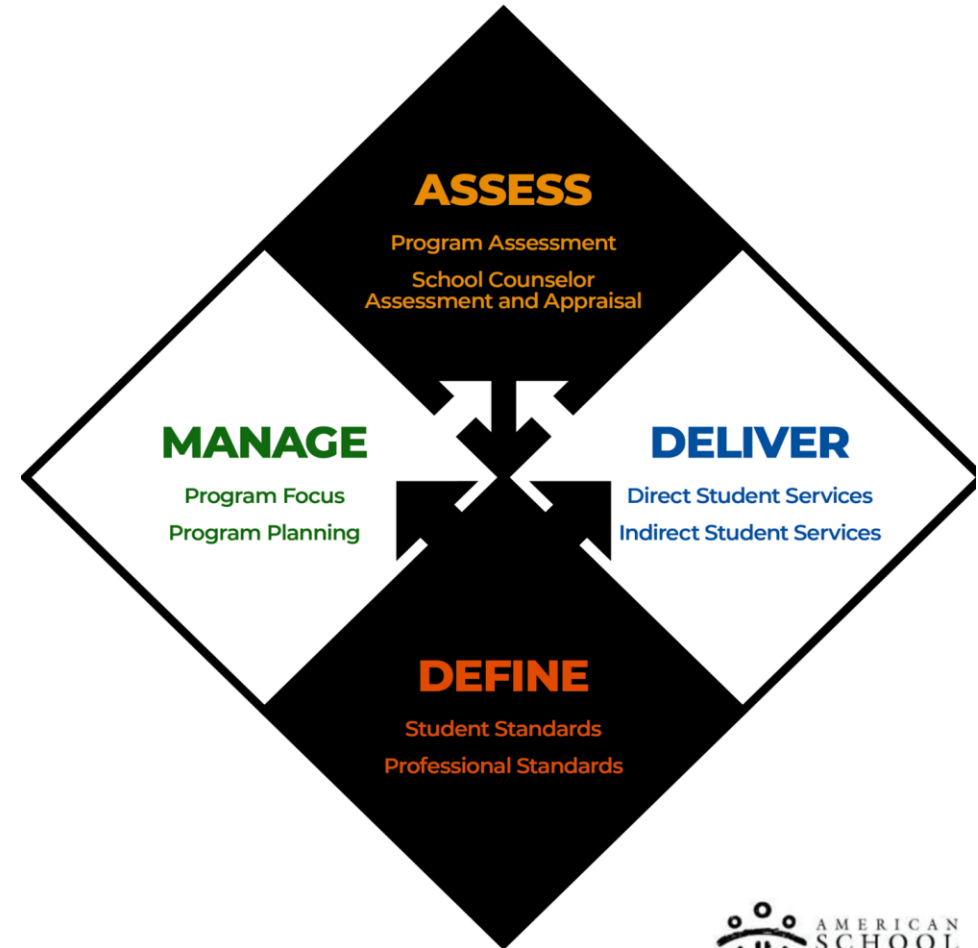 ASSESS
Program Assessment
School Counselor
Assessment and Appraisal
MANAGE
Program Focus
Program Planning
DELIVER
Direct Student Services
Indirect Student Services
DEFINE
Student Standards
Professional Standards
AMERICAN
SCHOOL